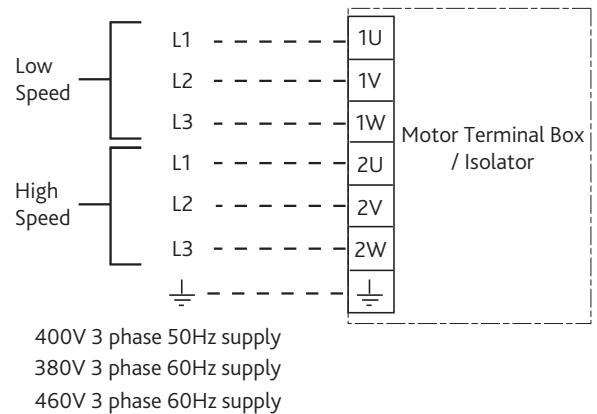 Low
Speed
L1
1U
L2
1V
L3
1W
High
Speed
L1
2U
L2
2V
L3
2W
Motor Terminal Box
/ Isolator
400V 3 phase 50Hz supply
380V 3 phase 60Hz supply
460V 3 phase 60Hz supply